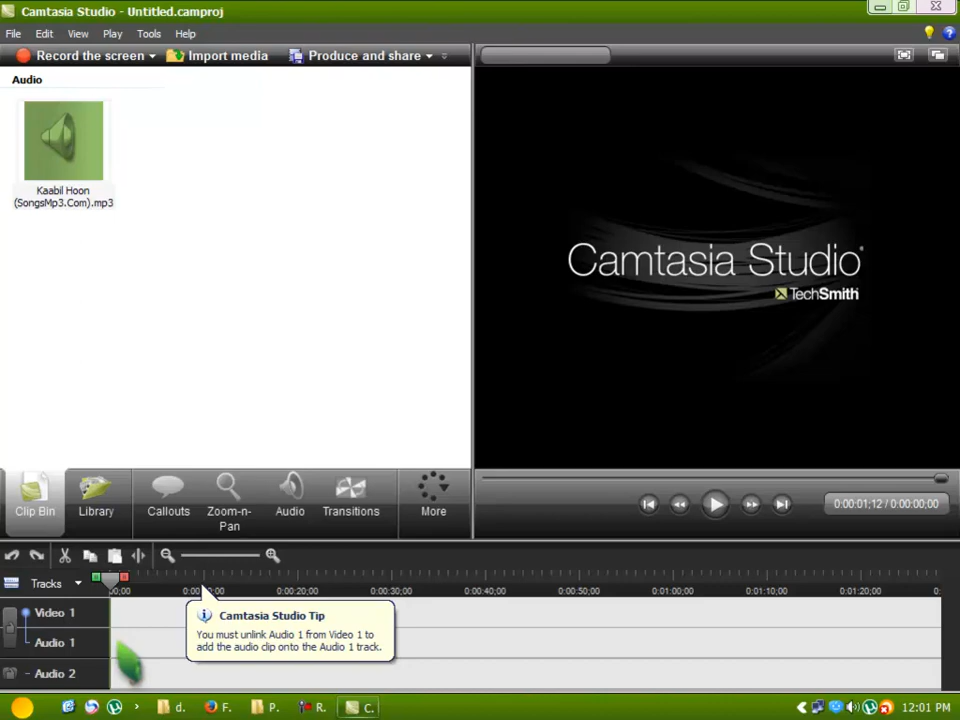 Camtasia Studio - Untitled.camproj
File Edit View Play Tools Help
Record the screen Import media Produce and share
Audio
Kaabil Hoon
(SongsMp3.Com).mp3
Camtasia Studio
TechSmith
Clip Bin Library Callouts Zoom-n-Pan Audio Transitions More
0:00:01;12 / 0:00:00;00
Tracks
0:00:20;00 0:00:30;00 0:00:40;00 0:00:50;00 0:01:00;00 0:01:10;00 0:01:20;00
Video 1
Camtasia Studio Tip
You must unlink Audio 1 from Video 1 to
add the audio clip onto the Audio 1 track.
Audio 1
Audio 2
d. F. P. R. C. 12:01 PM